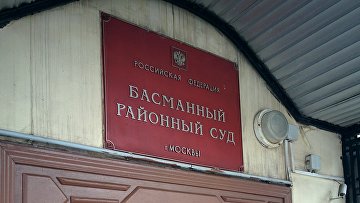 РОССИЙСКАЯ ФЕДЕРАЦИЯ
БАСМАННЫЙ
РАЙОННЫЙ СУД
г.МОСКВЫ